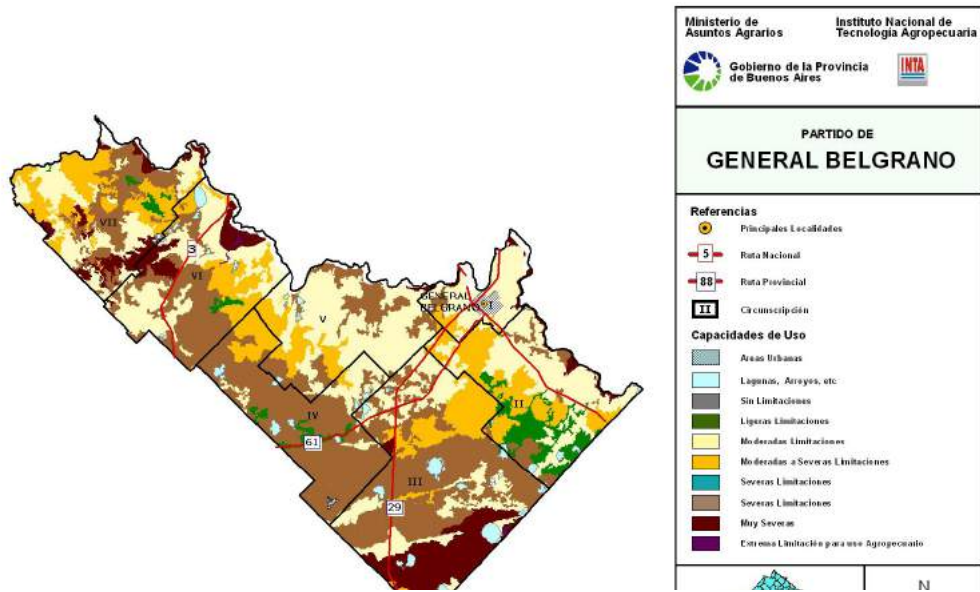 Ministerio de
Asuntos Agrarios
Instituto Nacional de
Tecnología Agropecuaria
Gobierno de la Provincia
de Buenos Aires
INTA
PARTIDO DE
GENERAL BELGRANO
Referencias
Principales Localidades
5 Ruta Nacional
88 Ruta Provincial
II Circunscripción
Capacidades de Uso
Areas Urbanas
Lagunas, Arroyos, etc
Sin Limitaciones
Ligeras Limitaciones
Moderadas Limitaciones
Moderadas a Severas Limitaciones
Severas Limitaciones
Severas Limitaciones
Muy Severas
Extrema Limitación para uso Agropecuario
N
VII
3
VI
V
GENERAL
BELGRANO
I
II
IV
61
III
29